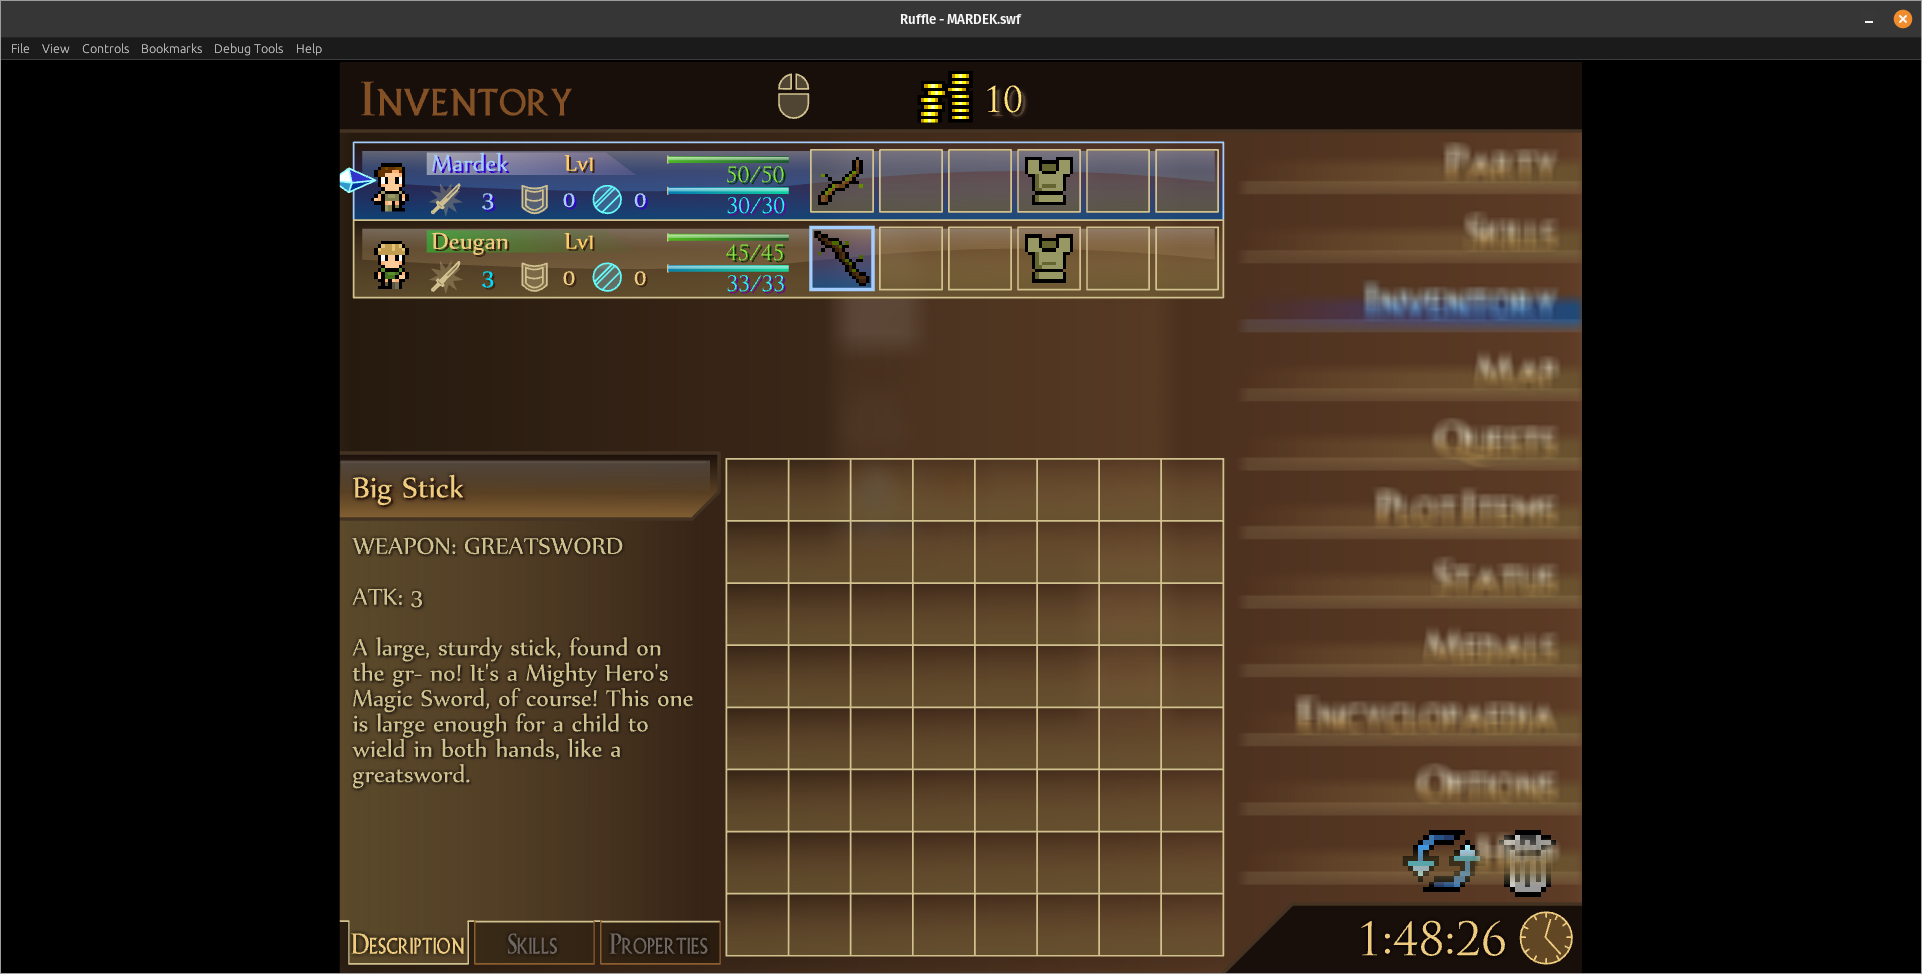 Ruffle - MARDEK.swf
File View Controls Bookmarks Debug Tools Help
INVENTORY
10
Mardek Lv1
50/50
3 0 0
30/30
Deugan Lv1
45/45
3 0 0
33/33
PARTY
SKILLS
INVENTORY
MAP
QUESTS
PLOT ITEMS
STATUS
MEDALS
ENCYCLOPAEDIA
OPTIONS
Big Stick
WEAPON: GREATSWORD
ATK: 3
A large, sturdy stick, found on
the gr- no! It's a Mighty Hero's
Magic Sword, of course! This one
is large enough for a child to
wield in both hands, like a
greatsword.
DESCRIPTION SKILLS PROPERTIES
1:48:26